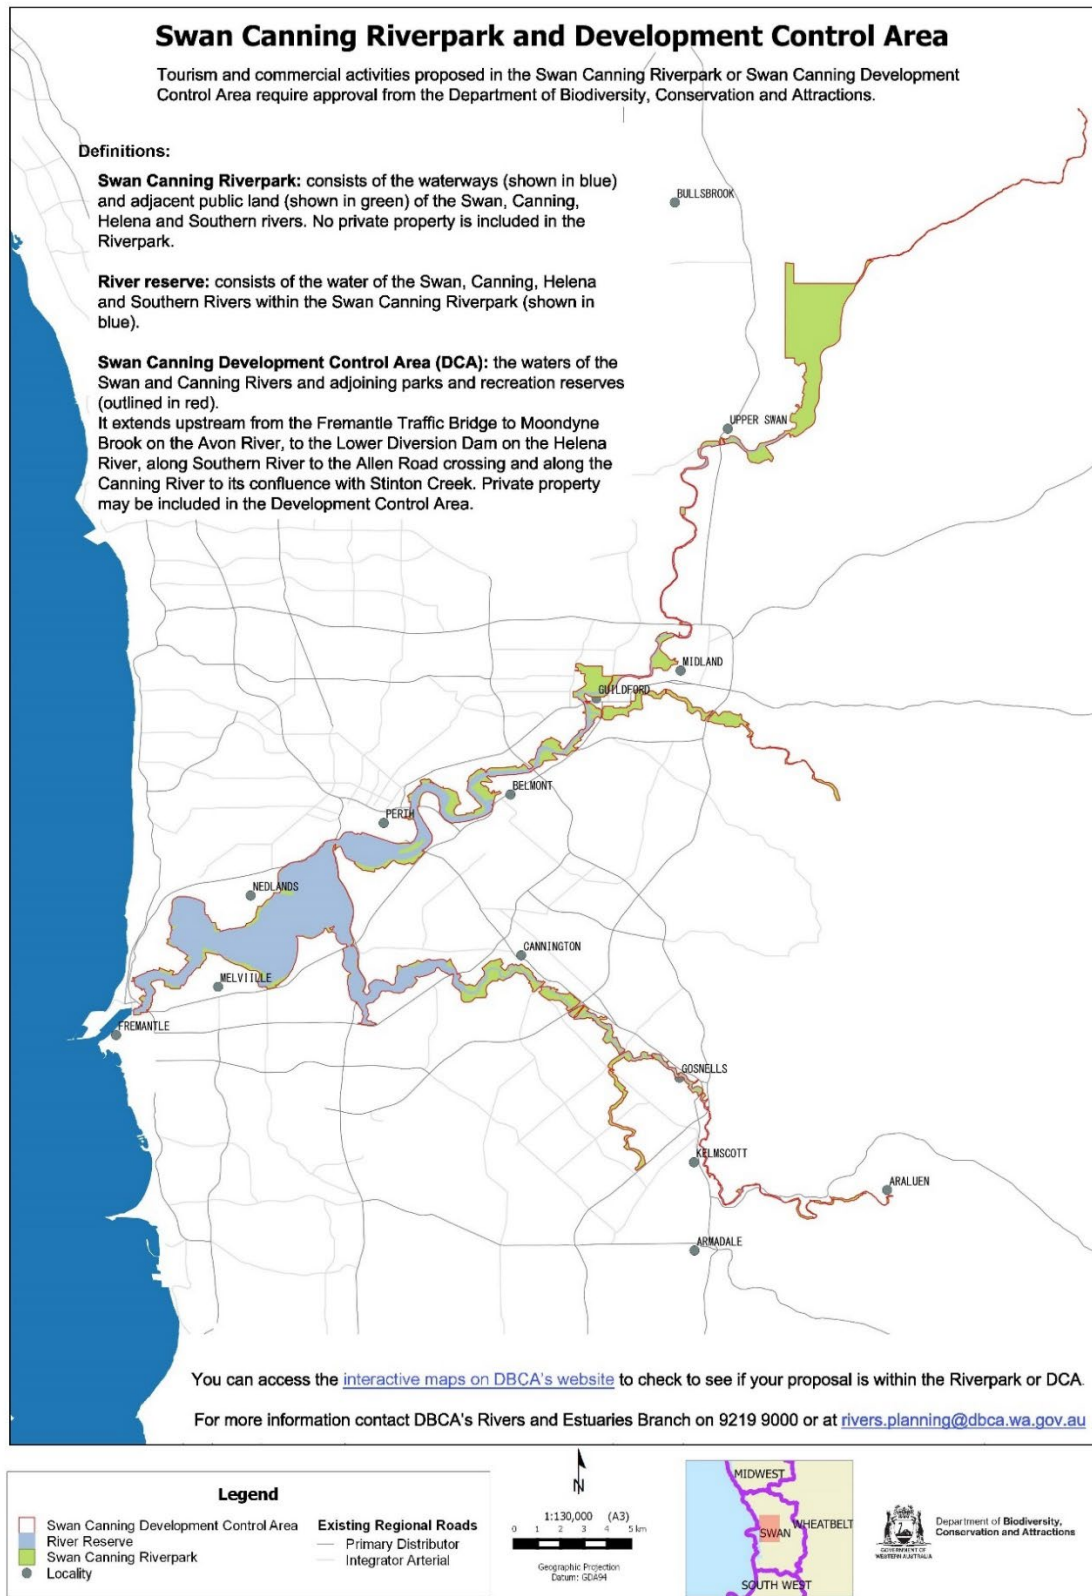 Swan Canning Riverpark and Development Control Area
Tourism and commercial activities proposed in the Swan Canning Riverpark or Swan Canning Development
Control Area require approval from the Department of Biodiversity, Conservation and Attractions.
Definitions:
Swan Canning Riverpark: consists of the waterways (shown in blue)
and adjacent public land (shown in green) of the Swan, Canning,
Helena and Southern rivers. No private property is included in the
Riverpark.
River reserve: consists of the water of the Swan, Canning, Helena
and Southern Rivers within the Swan Canning Riverpark (shown in
blue).
Swan Canning Development Control Area (DCA): the waters of the
Swan and Canning Rivers and adjoining parks and recreation reserves
(outlined in red).
It extends upstream from the Fremantle Traffic Bridge to Moondyne
Brook on the Avon River, to the Lower Diversion Dam on the Helena
River, along Southern River to the Allen Road crossing and along the
Canning River to its confluence with Stinton Creek. Private property
may be included in the Development Control Area.
BULLSBROOK
UPPER SWAN
MIDLAND
GUILDFORD
BELMONT
PERTH
NEDLANDS
CANNINGTON
MELVIILLE
FREMANTLE
GOSNELLS
KELMSCOTT
ARALUEN
ARMADALE
You can access the interactive maps on DBCA's website to check to see if your proposal is within the Riverpark or DCA.
For more information contact DBCA's Rivers and Estuaries Branch on 9219 9000 or at rivers.planning@dbca.wa.gov.au
Legend
Swan Canning Development Control Area
River Reserve
Swan Canning Riverpark
Locality
Existing Regional Roads
Primary Distributor
Integrator Arterial
N
1:130,000 (A3)
0 1 2 3 4 5 km
Geographic Projection
Datum: GDA94
MIDWEST
SWAN
WHEATBELT
SOUTH WEST
GOVERNMENT OF
WESTERN AUSTRALIA
Department of Biodiversity,
Conservation and Attractions